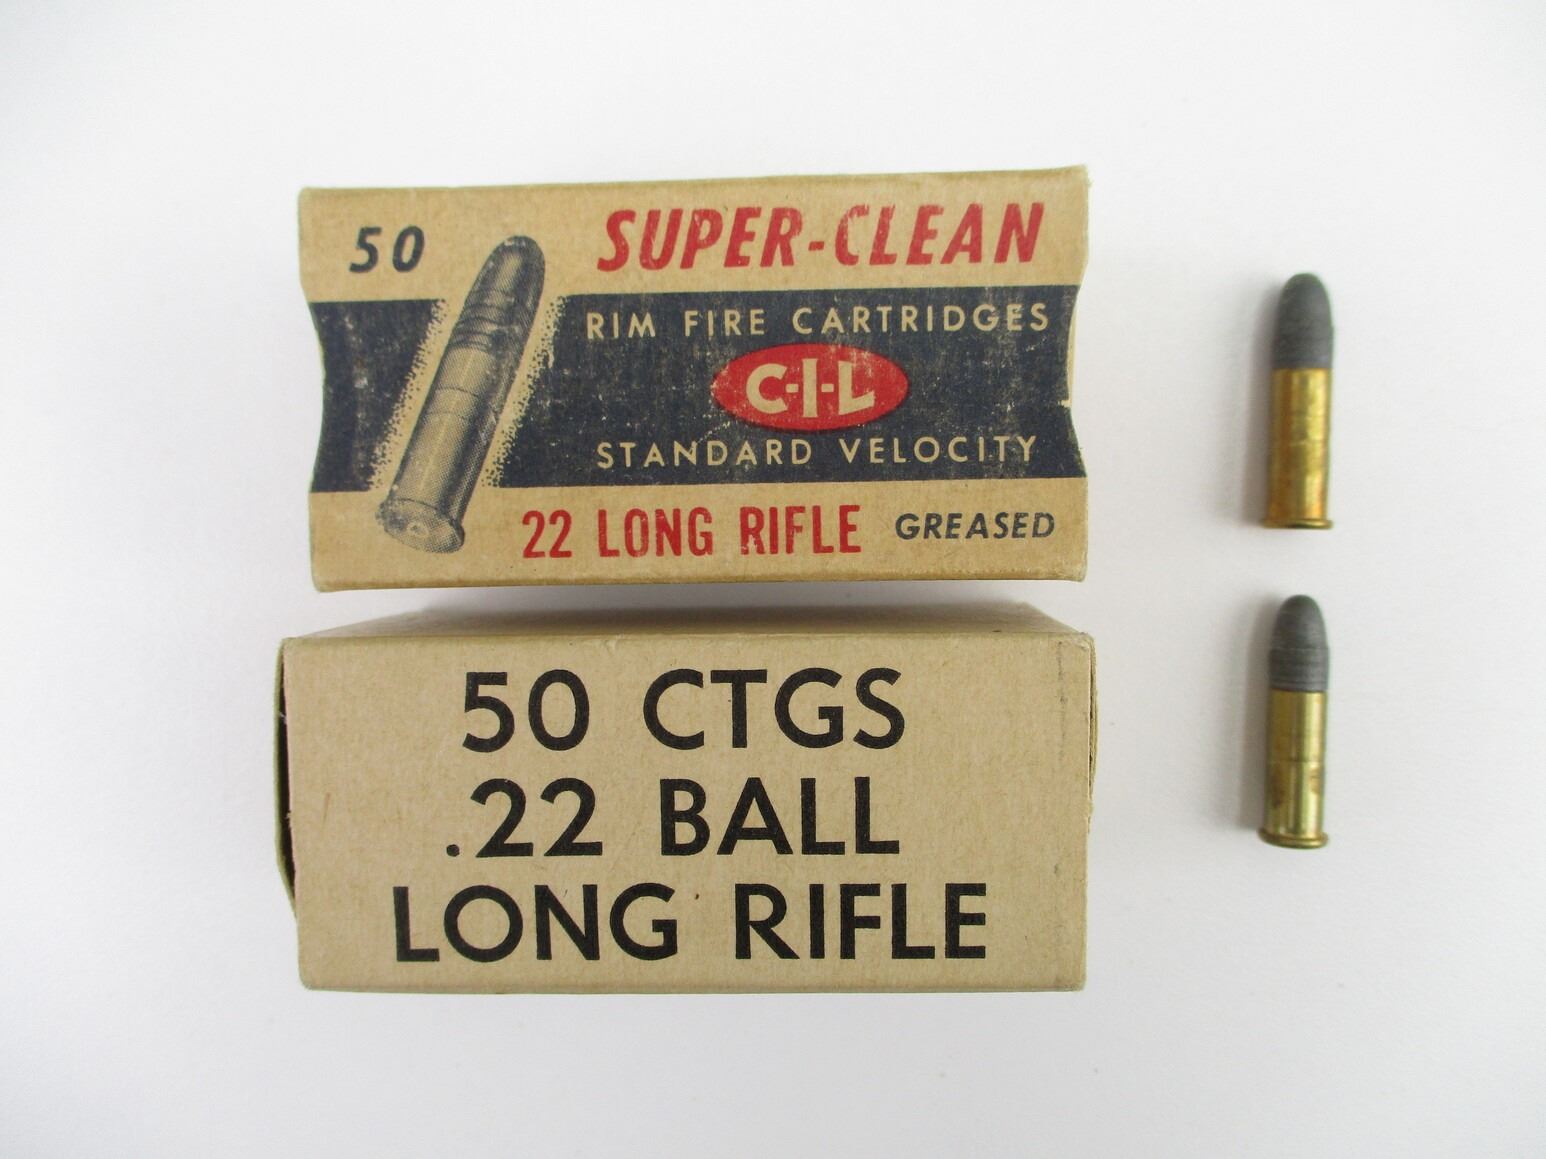 50
SUPER-CLEAN
RIM FIRE CARTRIDGES
C-I-L
STANDARD VELOCITY
22 LONG RIFLE GREASED
50 CTGS
.22 BALL
LONG RIFLE